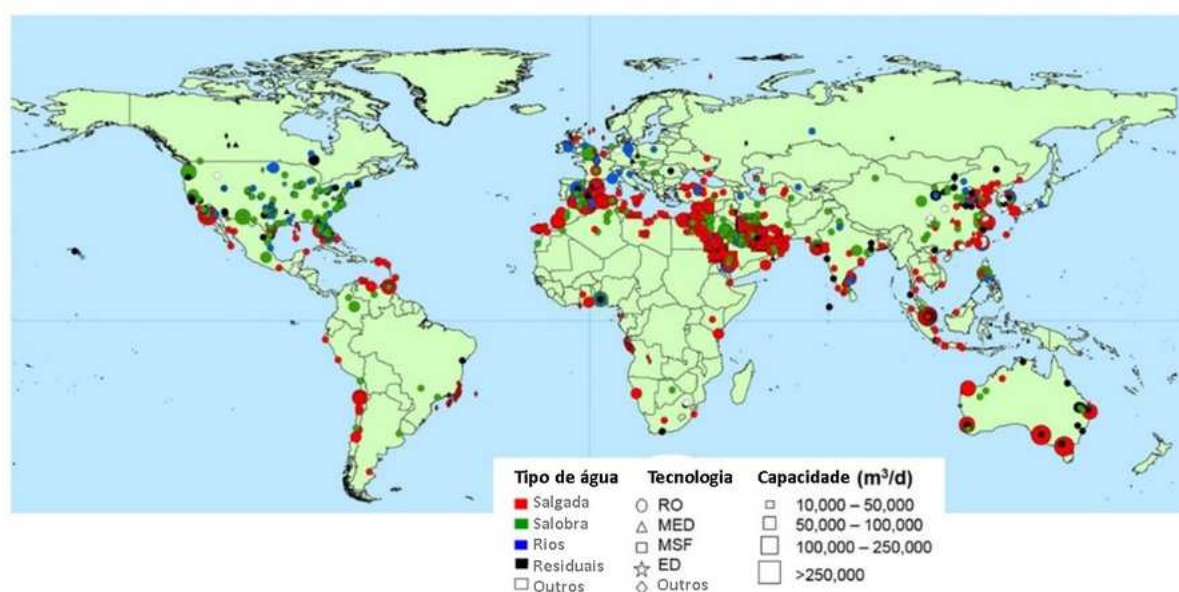 Tipo de água
Salgada
Salobra
Rios
Residuais
Outros
Tecnologia
RO
MED
MSF
ED
Outros
Capacidade (m³/d)
10,000 – 50,000
50,000 – 100,000
100,000 – 250,000
>250,000